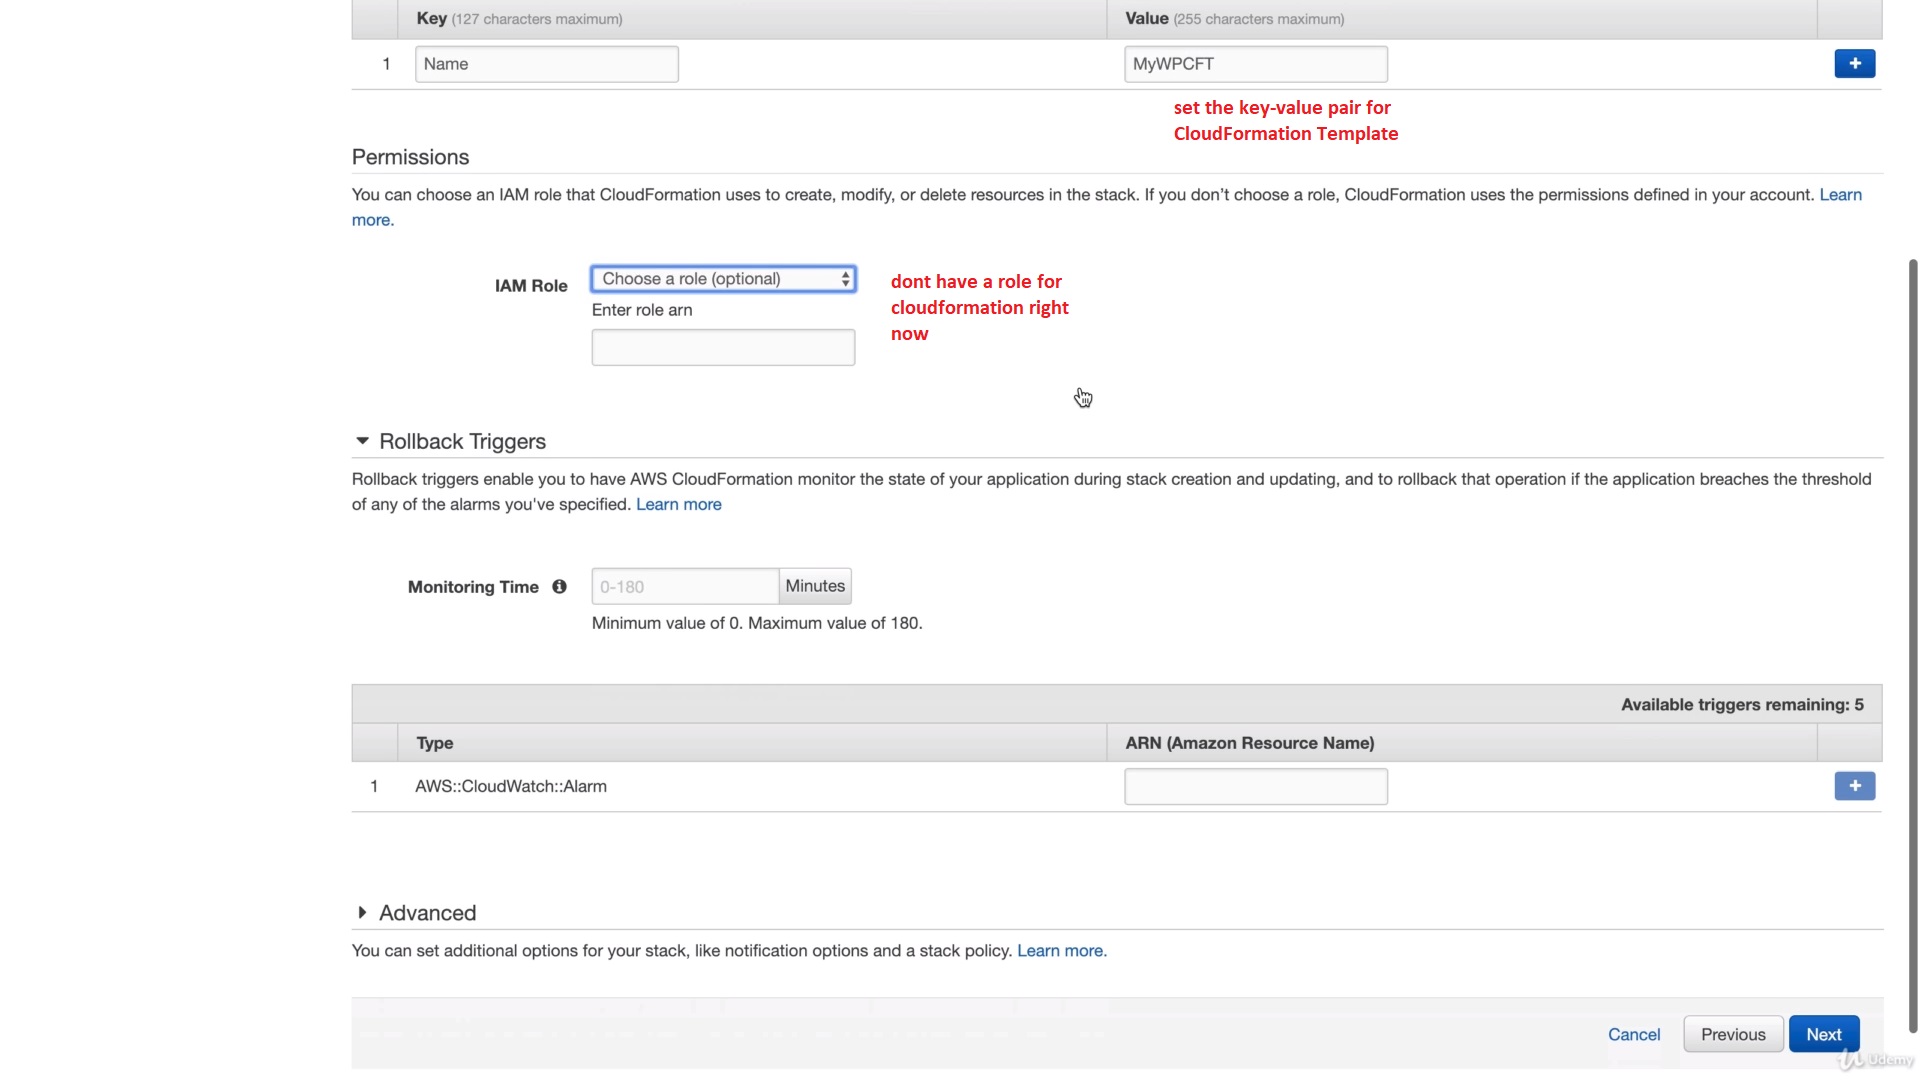 Key (127 characters maximum)
Value (255 characters maximum)
1
Name
MyWPCFT
+
set the key-value pair for
CloudFormation Template
Permissions
You can choose an IAM role that CloudFormation uses to create, modify, or delete resources in the stack. If you don’t choose a role, CloudFormation uses the permissions defined in your account. Learn
more.
IAM Role
Choose a role (optional)
Enter role arn
dont have a role for
cloudformation right
now
Rollback Triggers
Rollback triggers enable you to have AWS CloudFormation monitor the state of your application during stack creation and updating, and to rollback that operation if the application breaches the threshold
of any of the alarms you've specified. Learn more
Monitoring Time
0-180
Minutes
Minimum value of 0. Maximum value of 180.
Available triggers remaining: 5
Type
ARN (Amazon Resource Name)
1
AWS::CloudWatch::Alarm
+
Advanced
You can set additional options for your stack, like notification options and a stack policy. Learn more.
Cancel
Previous
Next
Udemy